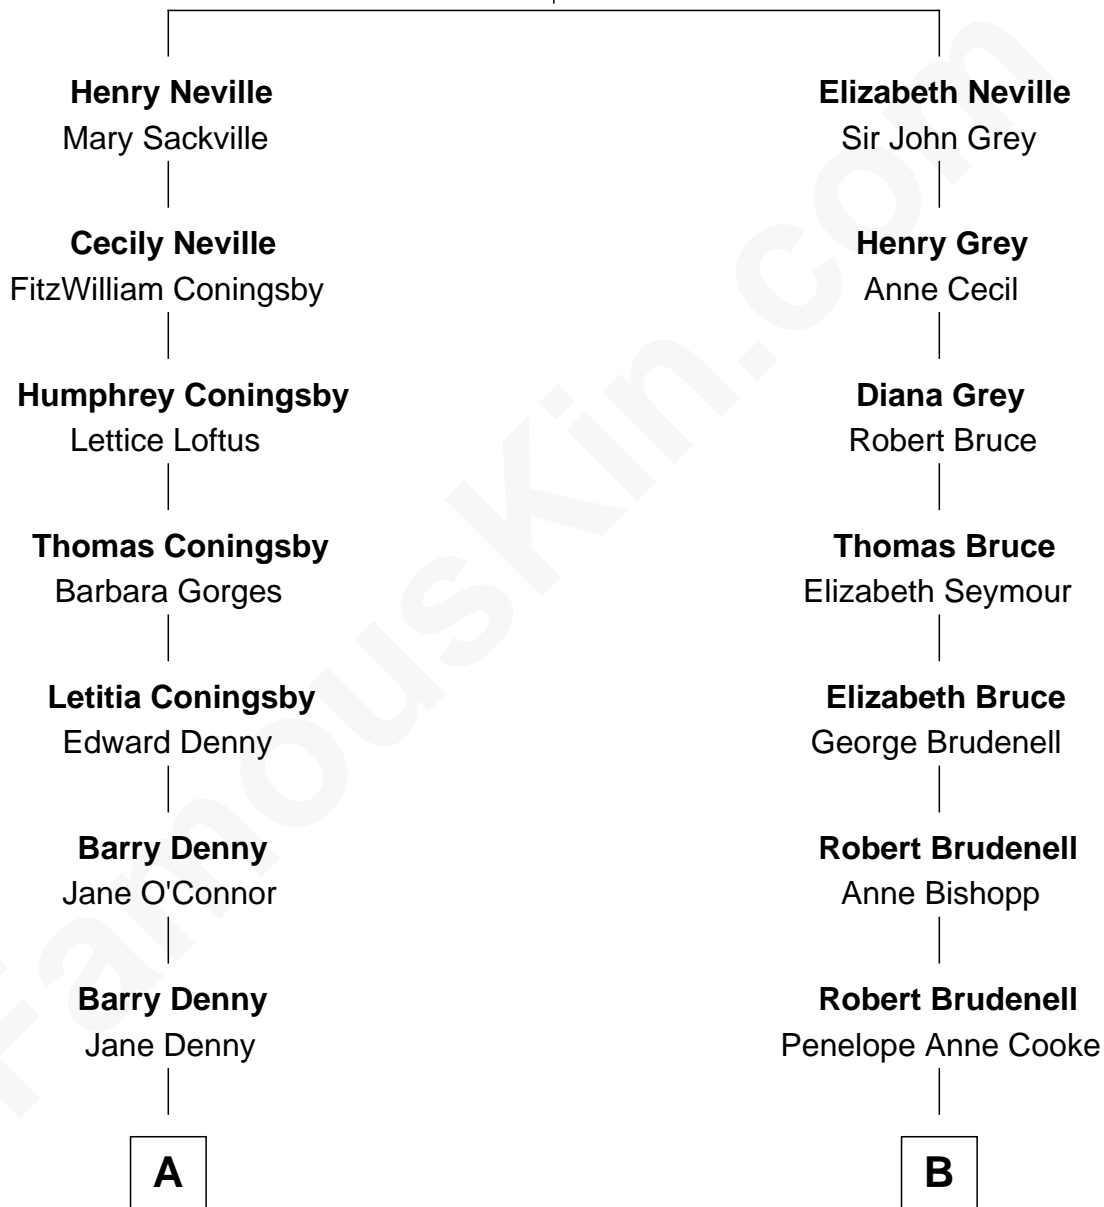 Henry Neville
Mary Sackville
Cecily Neville
FitzWilliam Coningsby
Humphrey Coningsby
Lettice Loftus
Thomas Coningsby
Barbara Gorges
Letitia Coningsby
Edward Denny
Barry Denny
Jane O'Connor
Barry Denny
Jane Denny
A
Elizabeth Neville
Sir John Grey
Henry Grey
Anne Cecil
Diana Grey
Robert Bruce
Thomas Bruce
Elizabeth Seymour
Elizabeth Bruce
George Brudenell
Robert Brudenell
Anne Bishopp
Robert Brudenell
Penelope Anne Cooke
B
FamousKin.com